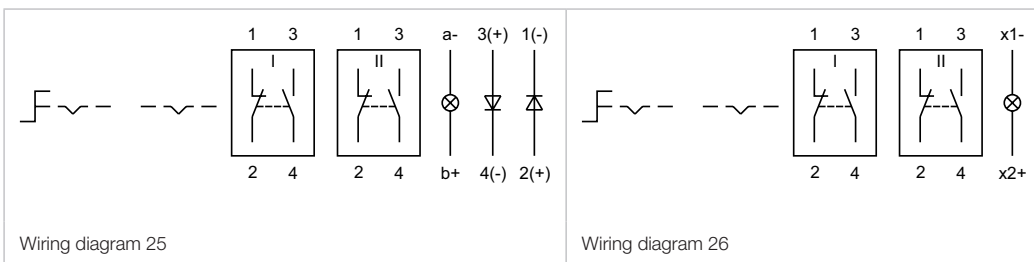 1 3 1 3 a- 3(+) 1(-)
I II
2 4 2 4 b+ 4(-) 2(+)
Wiring diagram 25
1 3 1 3 x1-
I II
2 4 2 4 x2+
Wiring diagram 26